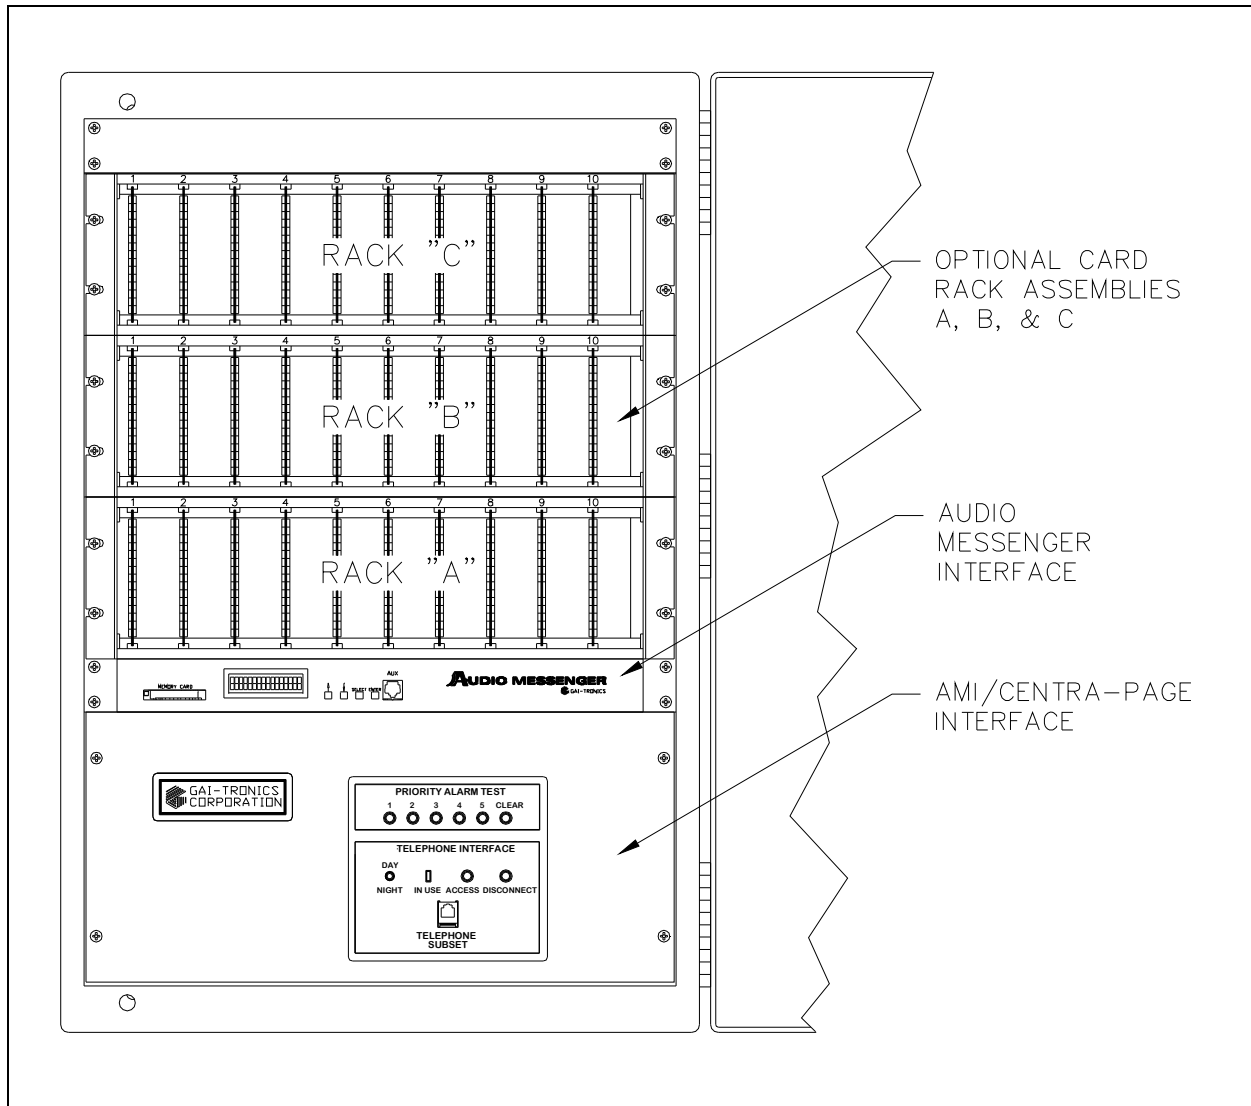 1 2 3 4 5 6 7 8 9 10
RACK "C"
OPTIONAL CARD
RACK ASSEMBLIES
A, B, & C
1 2 3 4 5 6 7 8 9 10
RACK "B"
1 2 3 4 5 6 7 8 9 10
RACK "A"
AUDIO
MESSENGER
INTERFACE
MEMORY CARD
SELECT ENTER
AUX
AUDIO MESSENGER
GAI-TRONICS
AMI/CENTRA-PAGE
INTERFACE
GAI-TRONICS
CORPORATION
PRIORITY ALARM TEST
1 2 3 4 5 CLEAR
TELEPHONE INTERFACE
DAY
NIGHT IN USE ACCESS DISCONNECT
TELEPHONE
SUBSET